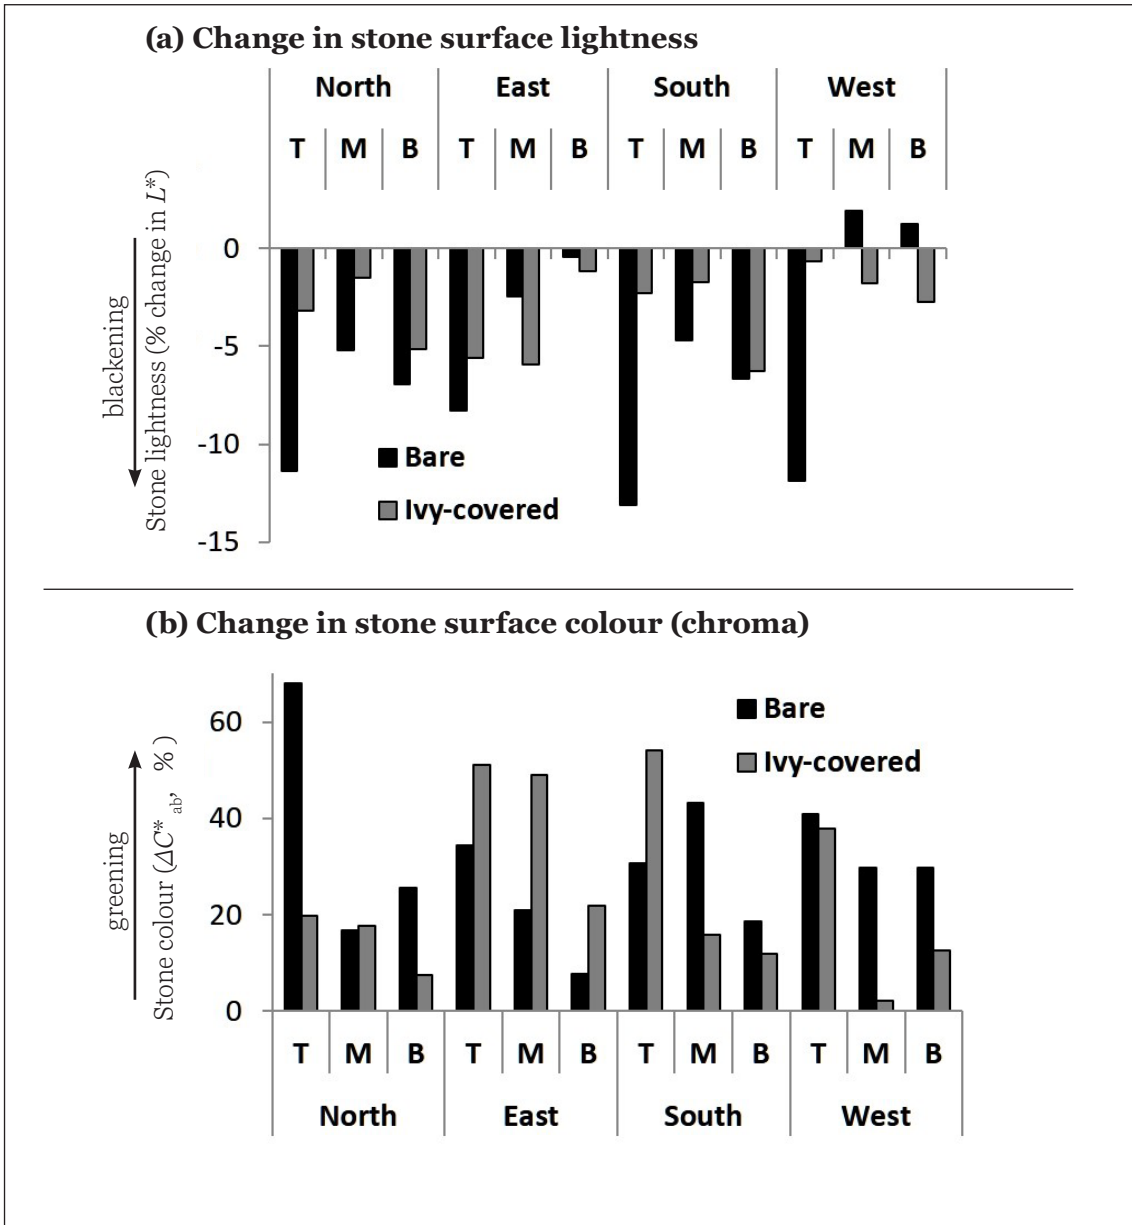 (a) Change in stone surface lightness
North East South West
T M B T M B T M B T M B
0
-5
-10
-15
blackening
Stone lightness (% change in L*)
Bare
Ivy-covered
(b) Change in stone surface colour (chroma)
60
40
20
0
greening
Stone colour (ΔC*ab, %)
Bare
Ivy-covered
T M B T M B T M B T M B
North East South West